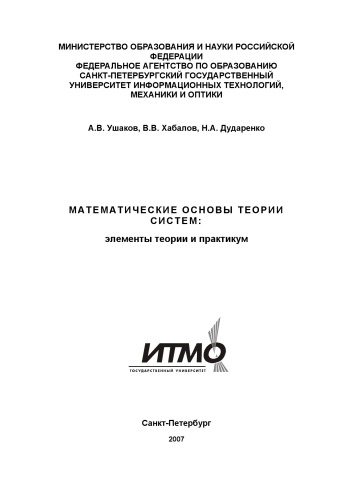 МИНИСТЕРСТВО ОБРАЗОВАНИЯ И НАУКИ РОССИЙСКОЙ
ФЕДЕРАЦИИ
ФЕДЕРАЛЬНОЕ АГЕНТСТВО ПО ОБРАЗОВАНИЮ
САНКТ-ПЕТЕРБУРГСКИЙ ГОСУДАРСТВЕННЫЙ
УНИВЕРСИТЕТ ИНФОРМАЦИОННЫХ ТЕХНОЛОГИЙ,
МЕХАНИКИ И ОПТИКИ
А.В. Ушаков, В.В. Хабалов, Н.А. Дударенко
МАТЕМАТИЧЕСКИЕ ОСНОВЫ ТЕОРИИ
СИСТЕМ:
элементы теории и практикум
ИТМО
ГОСУДАРСТВЕННЫЙ УНИВЕРСИТЕТ
Санкт-Петербург
2007